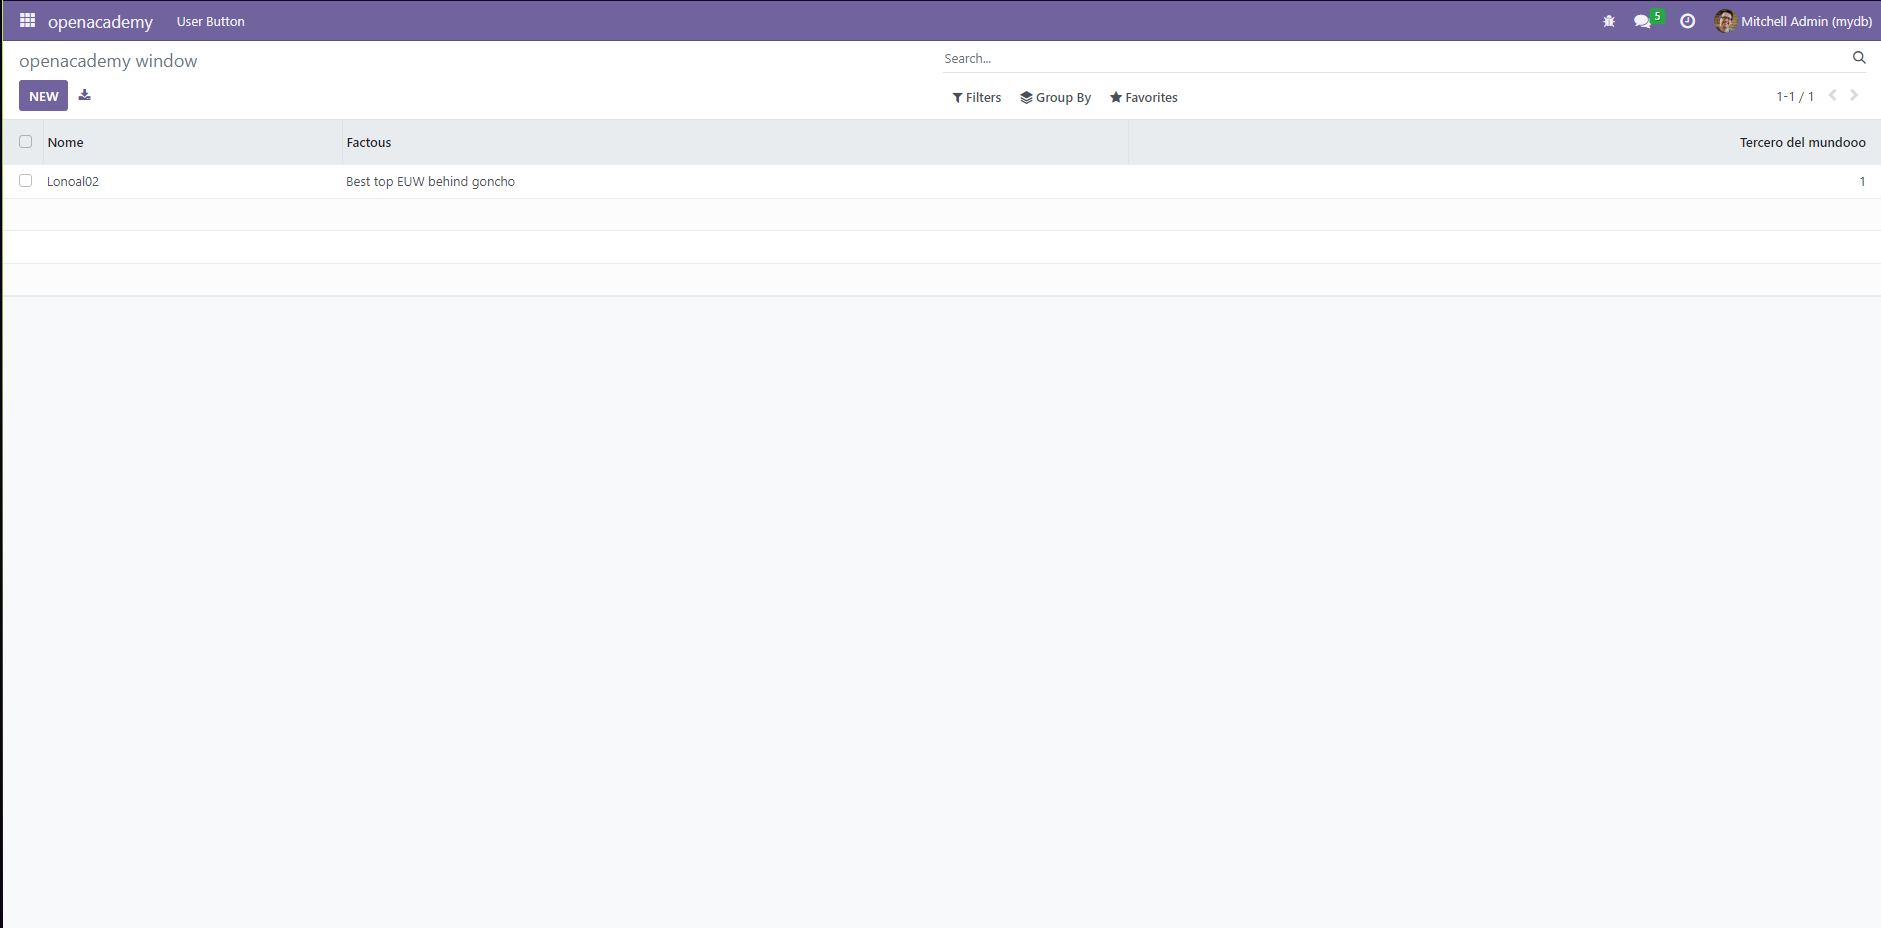 openacademy User Button 5 Mitchell Admin (mydb)
openacademy window Search...
NEW Filters Group By Favorites 1-1 / 1
Nome Factous Tercero del mundooo
Lonoal02 Best top EUW behind goncho 1